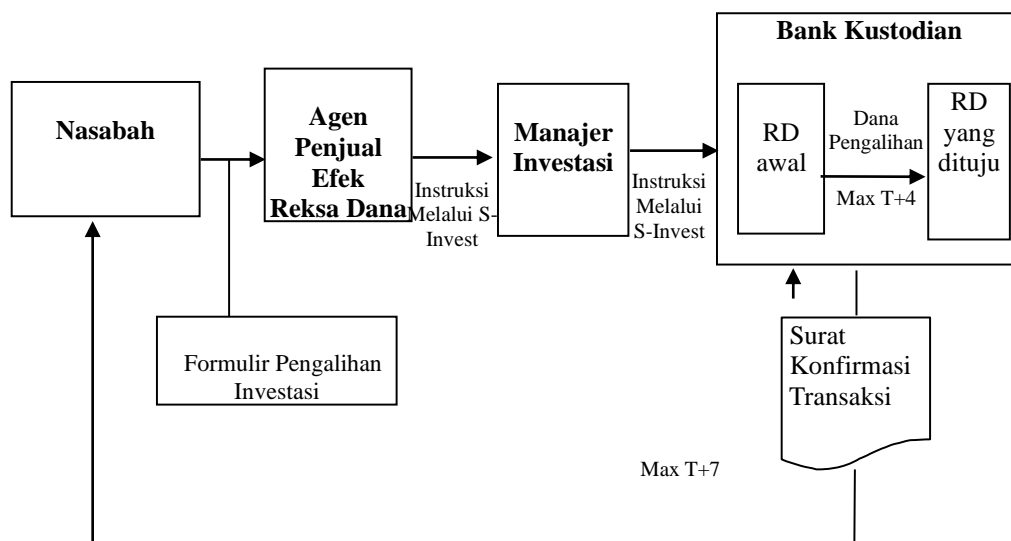 Bank Kustodian
Nasabah
Agen
Penjual
Efek
Reksa Dana
Instruksi
Melalui S-
Invest
Manajer
Investasi
Instruksi
Melalui
S-Invest
RD
awal
Dana
Pengalihan
Max T+4
RD
yang
dituju
Formulir Pengalihan
Investasi
Surat
Konfirmasi
Transaksi
Max T+7